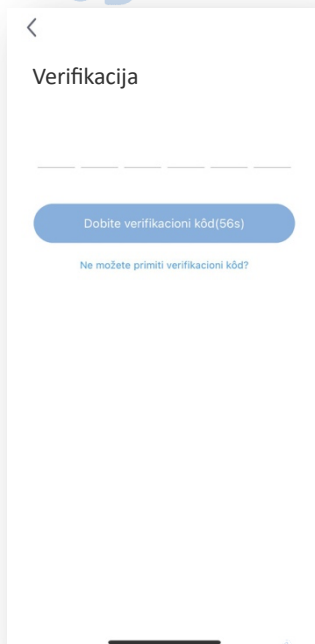 Verifikacija
Dobite verifikacioni kôd(56s)
Ne možete primiti verifikacioni kôd?